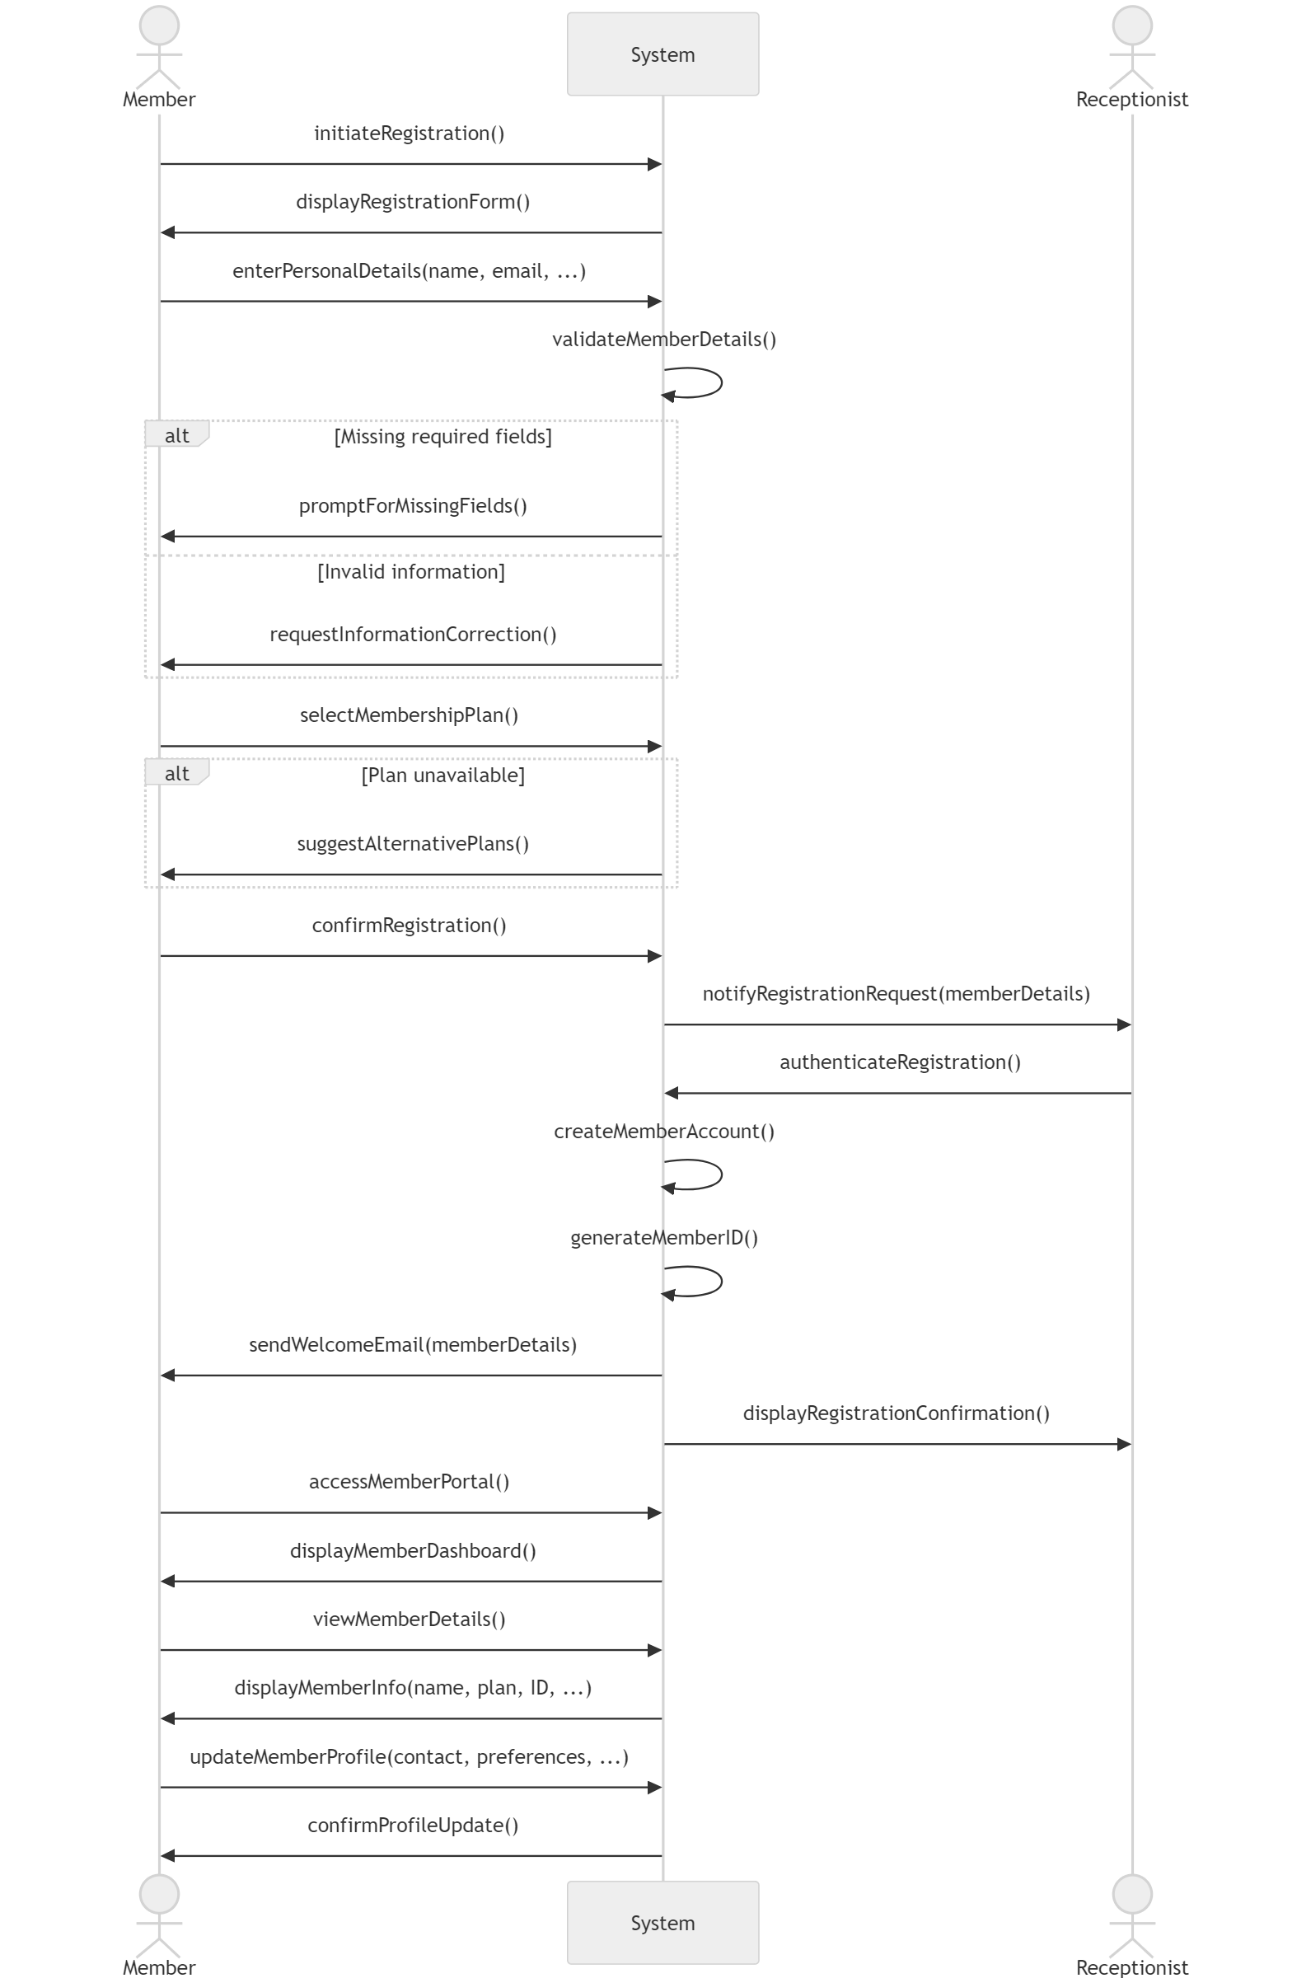 Member
System
Receptionist
initiateRegistration()
displayRegistrationForm()
enterPersonalDetails(name, email, ...)
validateMemberDetails()
alt
[Missing required fields]
promptForMissingFields()
[Invalid information]
requestInformationCorrection()
selectMembershipPlan()
alt
[Plan unavailable]
suggestAlternativePlans()
confirmRegistration()
notifyRegistrationRequest(memberDetails)
authenticateRegistration()
createMemberAccount()
generateMemberID()
sendWelcomeEmail(memberDetails)
displayRegistrationConfirmation()
accessMemberPortal()
displayMemberDashboard()
viewMemberDetails()
displayMemberInfo(name, plan, ID, ...)
updateMemberProfile(contact, preferences, ...)
confirmProfileUpdate()
Member
System
Receptionist